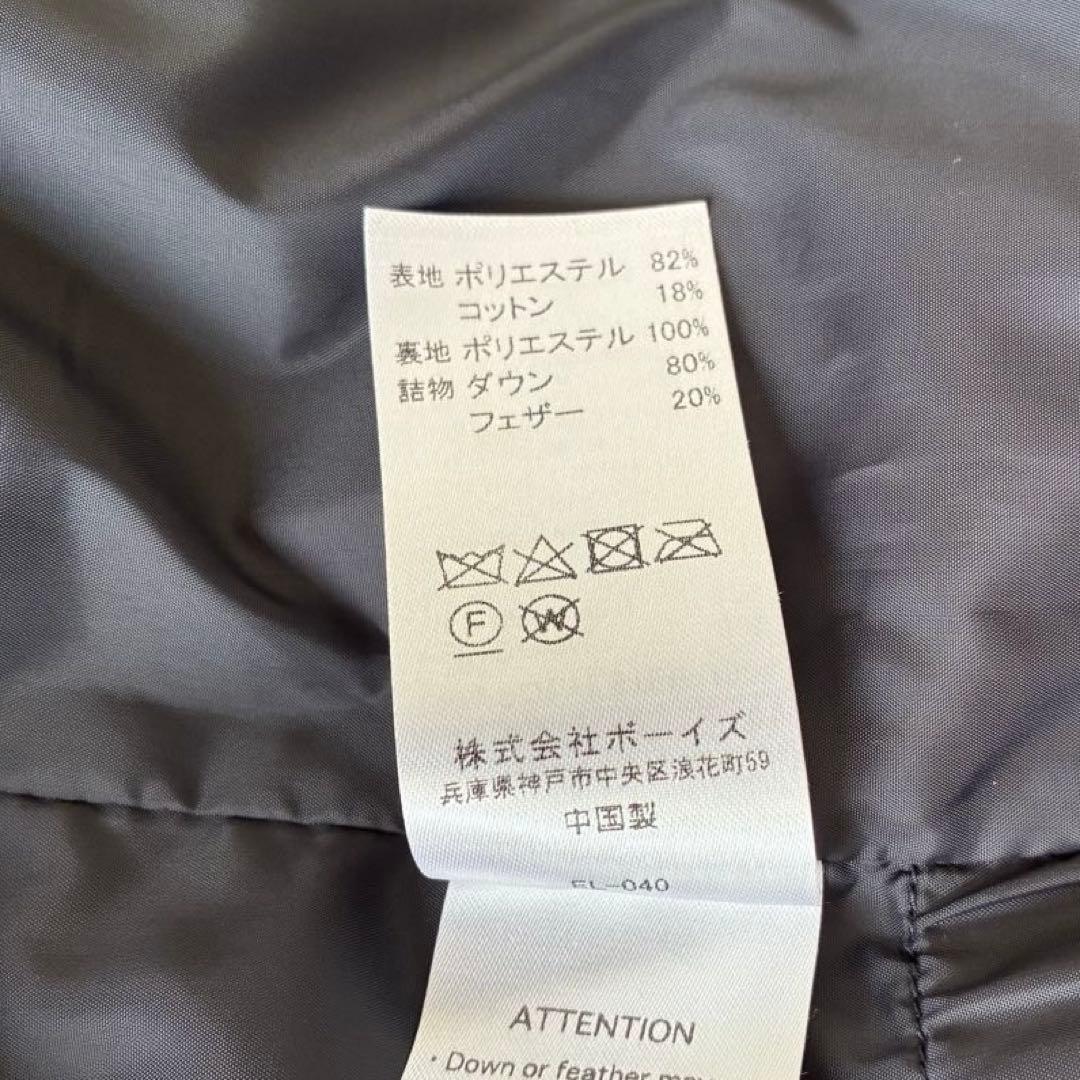 表地 ポリエステル 82%
コットン 18%
裏地 ポリエステル 100%
詰物 ダウン 80%
フェザー 20%
F
W
株式会社ボーイズ
兵庫県神戸市中央区浪花町59
中国製
ATTENTION
・Down or feather may